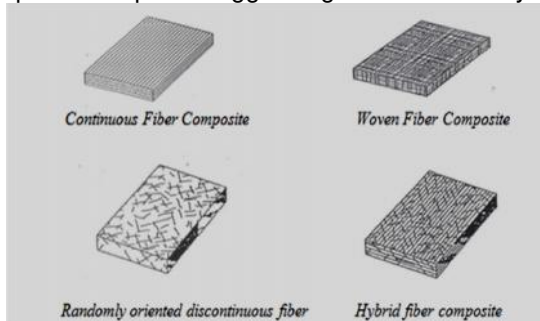 Continuous Fiber Composite
Woven Fiber Composite
Randomly oriented discontinuous fiber
Hybrid fiber composite